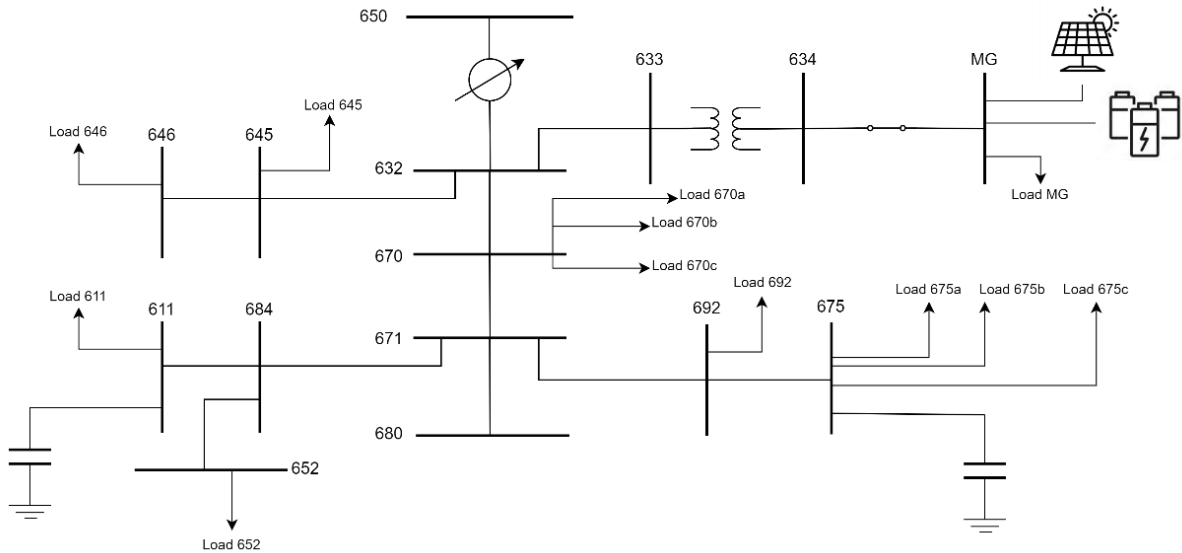 650
633
634
MG
Load 645
Load 646
646
645
632
Load MG
Load 670a
Load 670b
670
Load 670c
Load 611
611
684
671
Load 692
692
675
Load 675a
Load 675b
Load 675c
680
652
Load 652